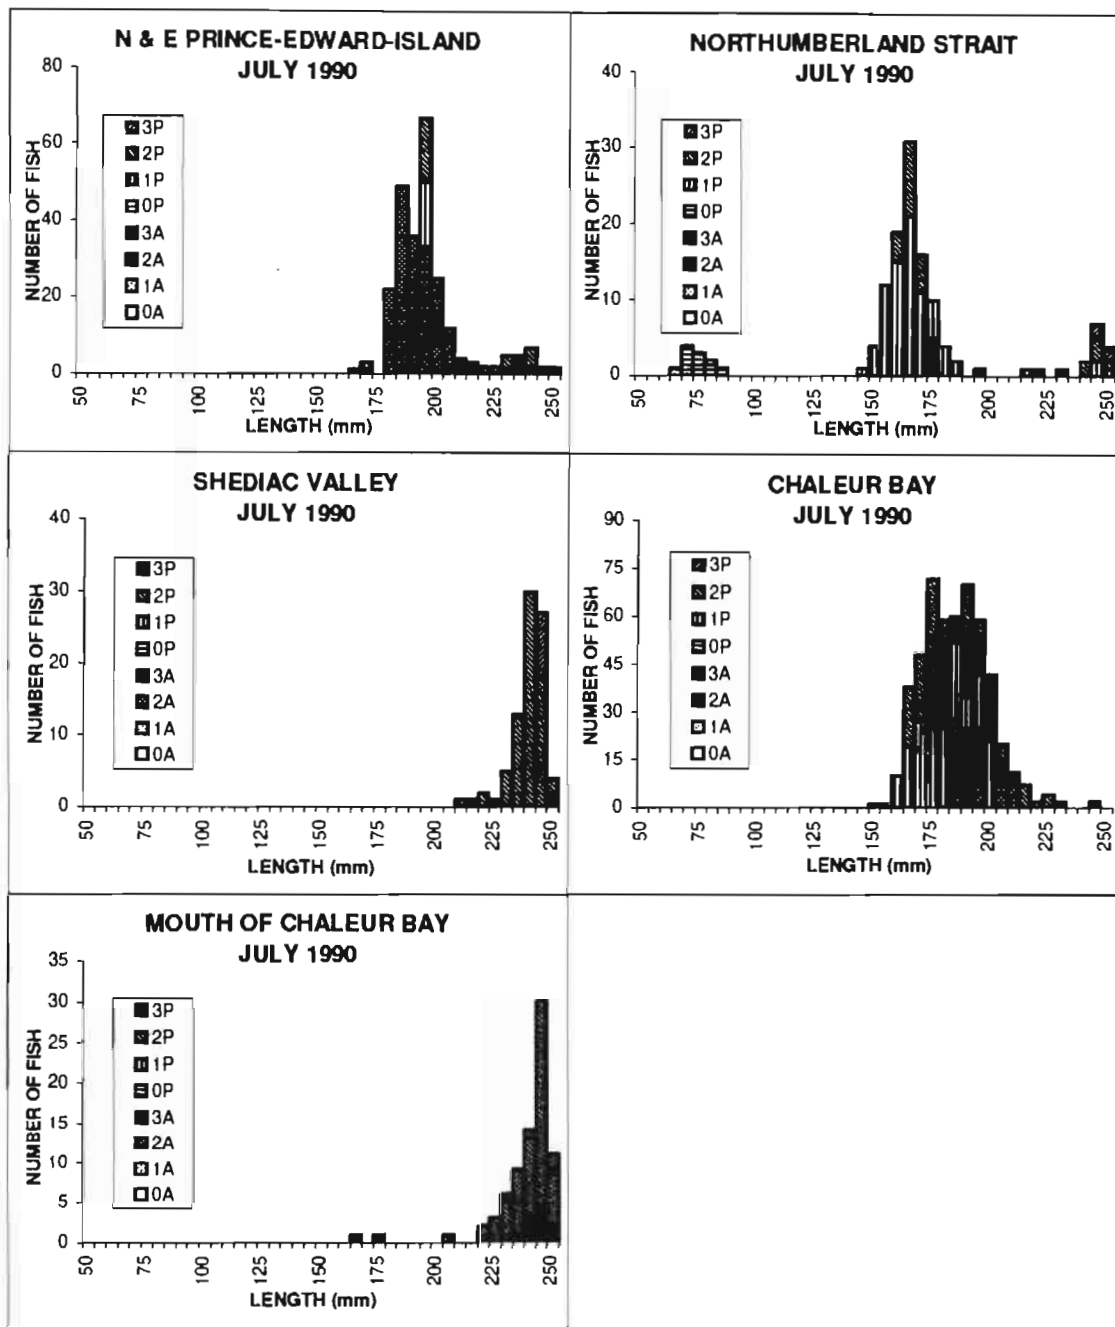 N & E PRINCE-EDWARD-ISLAND
JULY 1990
NUMBER OF FISH
80
60
40
20
0
3P
2P
1P
0P
3A
2A
1A
0A
50
75
100
125
150
175
200
225
250
LENGTH (mm)
NORTHUMBERLAND STRAIT
JULY 1990
NUMBER OF FISH
40
30
20
10
0
3P
2P
1P
0P
3A
2A
1A
0A
50
75
100
125
150
175
200
225
250
LENGTH (mm)
SHEDIAC VALLEY
JULY 1990
NUMBER OF FISH
40
30
20
10
0
3P
2P
1P
0P
3A
2A
1A
0A
50
75
100
125
150
175
200
225
250
LENGTH (mm)
CHALEUR BAY
JULY 1990
NUMBER OF FISH
90
75
60
45
30
15
0
3P
2P
1P
0P
3A
2A
1A
0A
50
75
100
125
150
175
200
225
250
LENGTH (mm)
MOUTH OF CHALEUR BAY
JULY 1990
NUMBER OF FISH
35
30
25
20
15
10
5
0
3P
2P
1P
0P
3A
2A
1A
0A
50
75
100
125
150
175
200
225
250
LENGTH (mm)